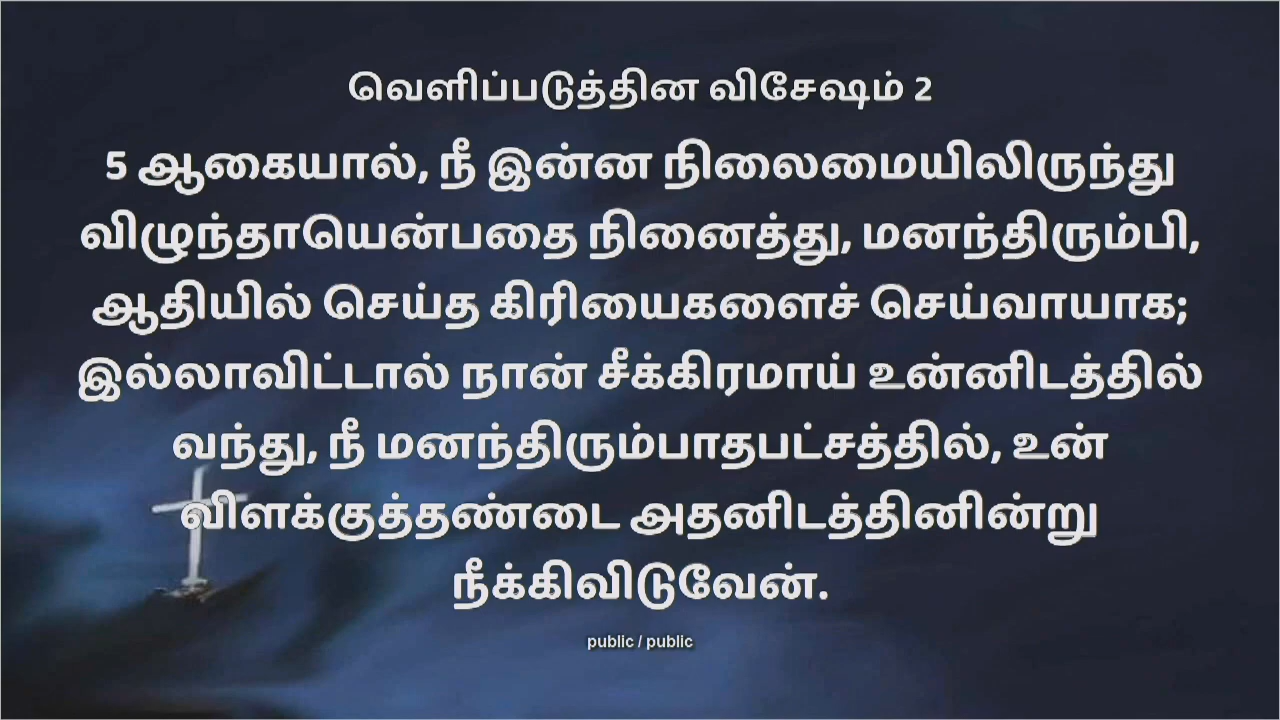 வெளிப்படுத்தின விசேஷம் 2
5 ஆகையால், நீ இன்ன நிலைமையிலிருந்து
விழுந்தாயென்பதை நினைத்து, மனந்திரும்பி,
ஆதியில் செய்த கிரியைகளைச் செய்வாயாக;
இல்லாவிட்டால் நான் சீக்கிரமாய் உன்னிடத்தில்
வந்து, நீ மனந்திரும்பாதபட்சத்தில், உன்
விளக்குத்தண்டை அதனிடத்தினின்று
நீக்கிவிடுவேன்.
public / public